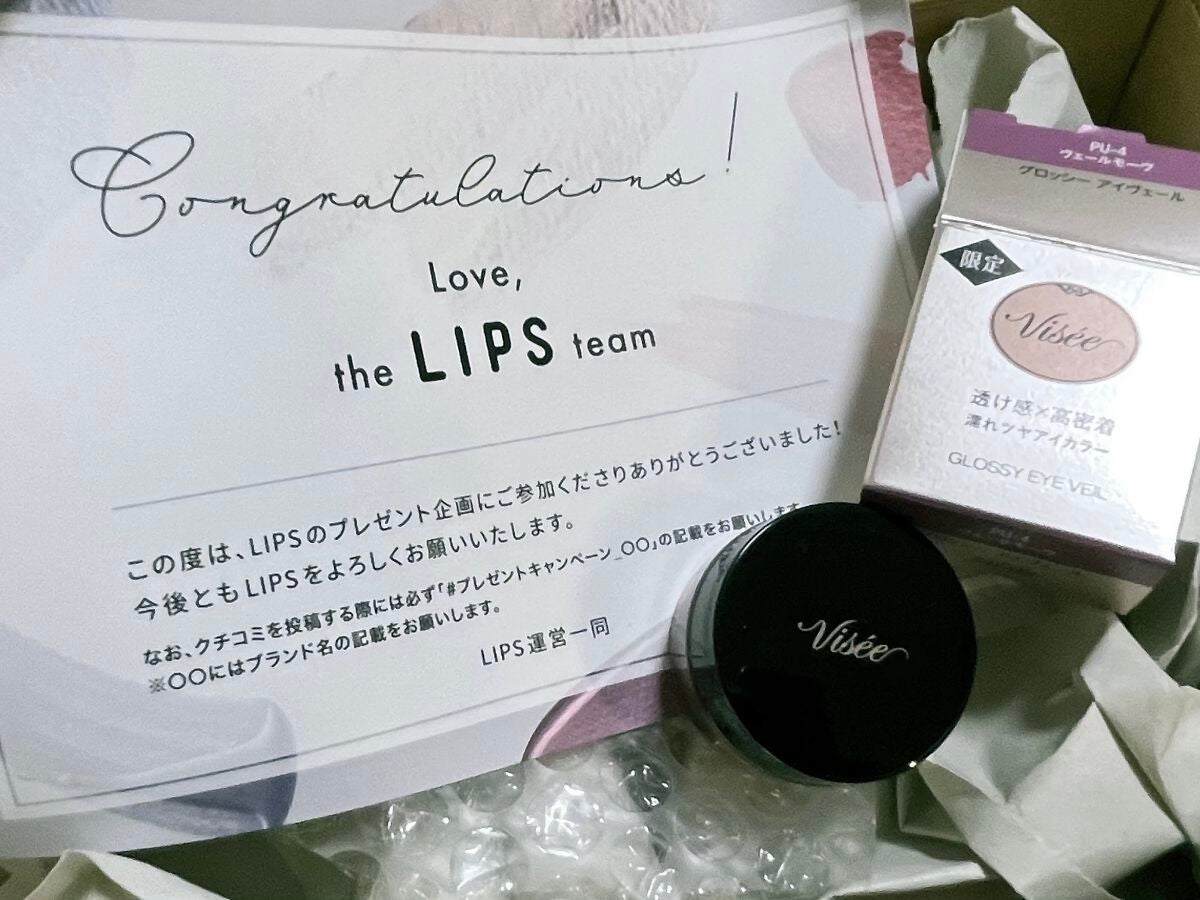 Congratulations!
Love,
the LIPS team
この度は、LIPSのプレゼント企画にご参加くださりありがとうございました!
今後ともLIPSをよろしくお願いいたします。
なお、クチコミを投稿する際には必ず「#プレゼントキャンペーン_〇〇」の記載をお願いします。
※〇〇にはブランド名の記載をお願いします。
LIPS運営一同
PU-4
ヴェールモーヴ
グロッシー アイヴェール
限定
Visée
透け感×高密着
濡れツヤアイカラー
GLOSSY EYE VEIL
PU-4
Visée